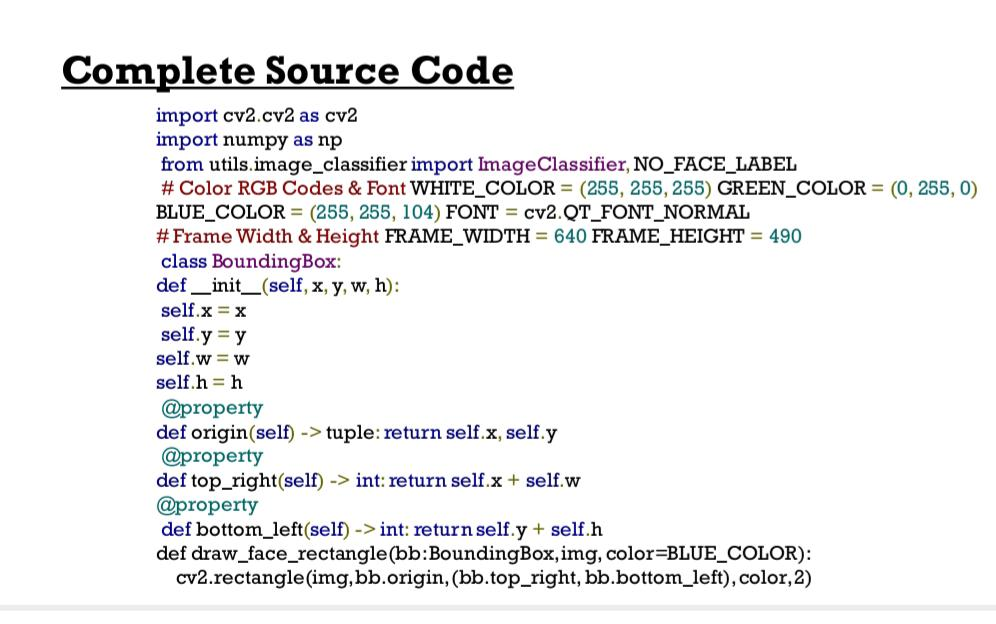 Complete Source Code
import cv2.cv2 as cv2
import numpy as np
from utils.image_classifier import ImageClassifier, NO_FACE_LABEL
# Color RGB Codes & Font WHITE_COLOR = (255, 255, 255) GREEN_COLOR = (0, 255, 0)
BLUE_COLOR = (255, 255, 104) FONT = cv2.QT_FONT_NORMAL
# Frame Width & Height FRAME_WIDTH = 640 FRAME_HEIGHT = 490
class BoundingBox:
def __init__(self, x, y, w, h):
self.x = x
self.y = y
self.w = w
self.h = h
@property
def origin(self) -> tuple: return self.x, self.y
@property
def top_right(self) -> int: return self.x + self.w
@property
def bottom_left(self) -> int: return self.y + self.h
def draw_face_rectangle(bb:BoundingBox,img, color=BLUE_COLOR):
cv2.rectangle(img,bb.origin,(bb.top_right, bb.bottom_left),color,2)